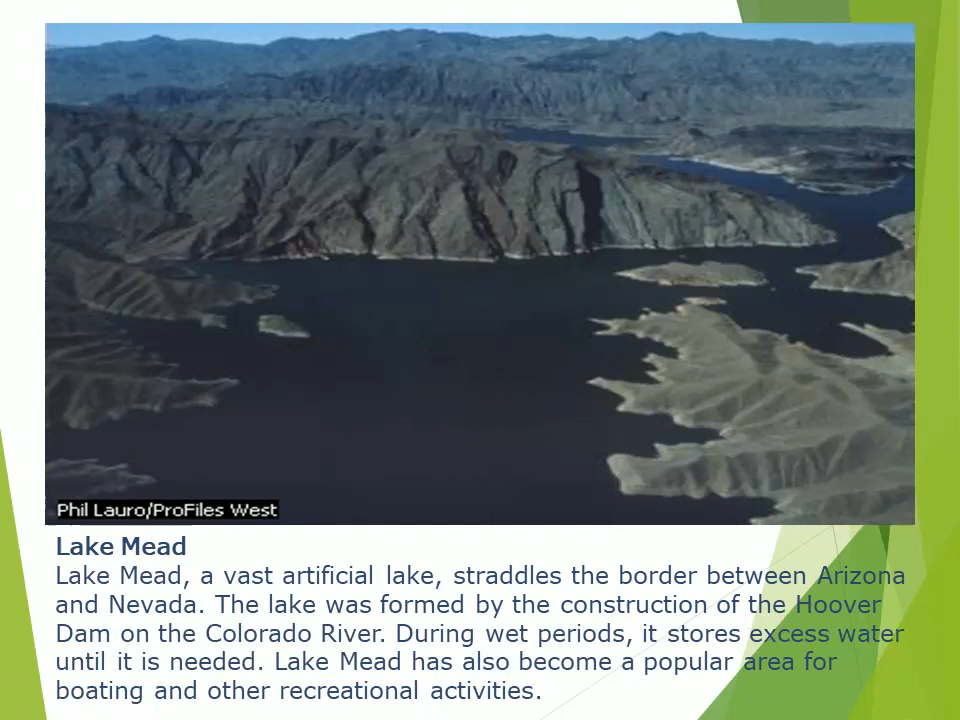 Phil Lauro/ProFiles West
Lake Mead
Lake Mead, a vast artificial lake, straddles the border between Arizona
and Nevada. The lake was formed by the construction of the Hoover
Dam on the Colorado River. During wet periods, it stores excess water
until it is needed. Lake Mead has also become a popular area for
boating and other recreational activities.